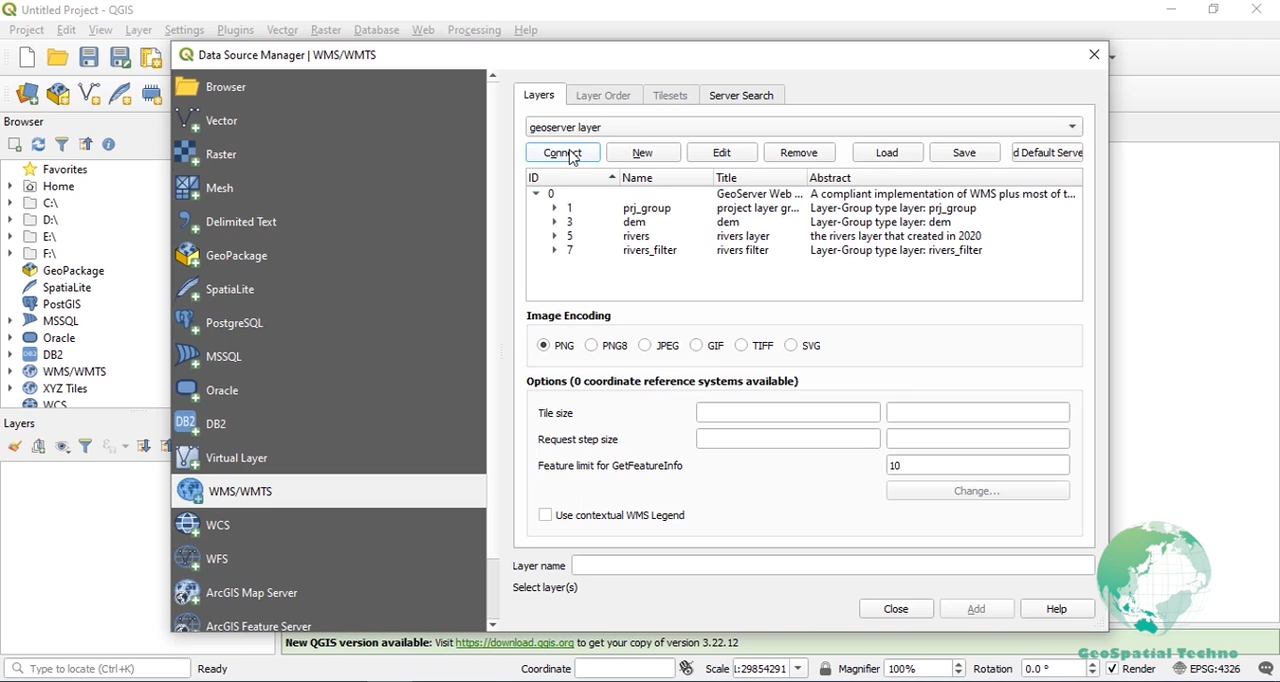 Untitled Project - QGIS
Project Edit View Layer Settings Plugins Vector Raster Database Web Processing Help
Data Source Manager | WMS/WMTS
Browser
Favorites
Home
C:\
D:\
E:\
F:\
GeoPackage
SpatiaLite
PostGIS
MSSQL
Oracle
DB2
WMS/WMTS
XYZ Tiles
WCS
Layers
Browser
Vector
Raster
Mesh
Delimited Text
GeoPackage
SpatiaLite
PostgreSQL
MSSQL
Oracle
DB2
Virtual Layer
WMS/WMTS
WCS
WFS
ArcGIS Map Server
ArcGIS Feature Server
Layers Layer Order Tilesets Server Search
geoserver layer
Connect New Edit Remove Load Save d Default Serve
ID Name Title Abstract
0 GeoServer Web ... A compliant implementation of WMS plus most of t...
1 prj_group project layer gr... Layer-Group type layer: prj_group
3 dem dem Layer-Group type layer: dem
5 rivers rivers layer the rivers layer that created in 2020
7 rivers_filter rivers filter Layer-Group type layer: rivers_filter
Image Encoding
PNG PNG8 JPEG GIF TIFF SVG
Options (0 coordinate reference systems available)
Tile size
Request step size
Feature limit for GetFeatureInfo 10
Change...
Use contextual WMS Legend
Layer name
Select layer(s)
Close Add Help
New QGIS version available: Visit https://download.qgis.org to get your copy of version 3.22.12
GeoSpatial Techno
Type to locate (Ctrl+K) Ready Coordinate Scale 1:29854291 Magnifier 100% Rotation 0.0 ° Render EPSG:4326